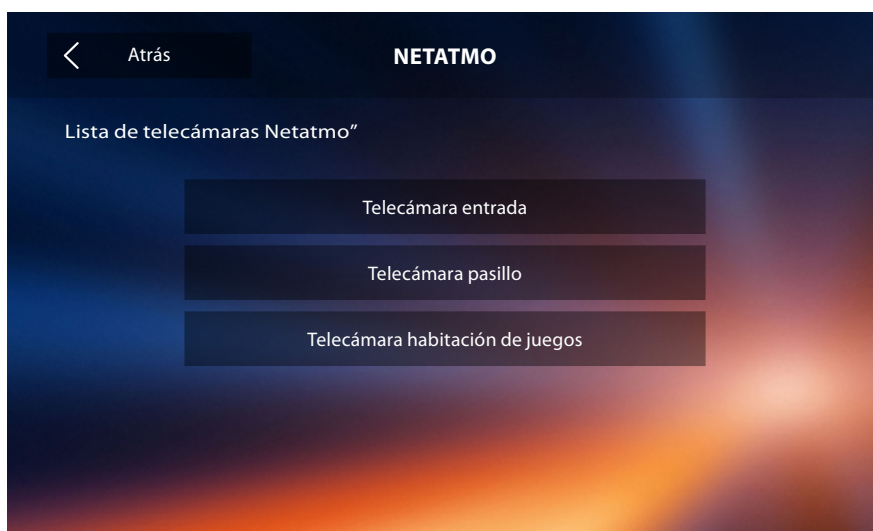 Atrás
NETATMO
Lista de telecámaras Netatmo”
Telecámara entrada
Telecámara pasillo
Telecámara habitación de juegos